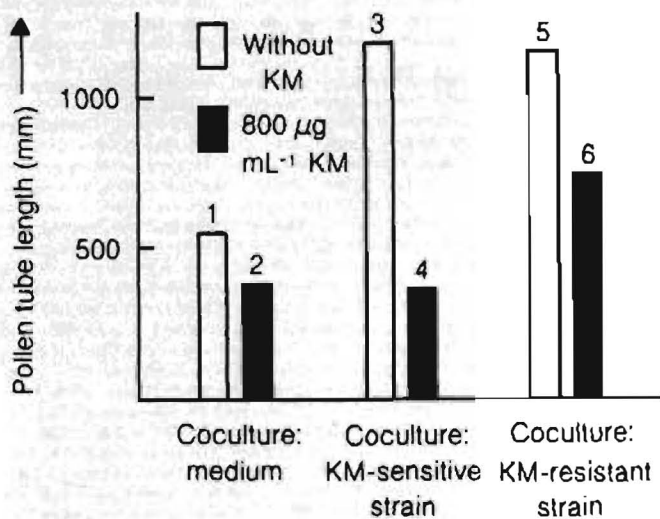 Pollen tube length (mm)
1000
500
Without
KM
800 µg
mL⁻¹ KM
1
2
3
4
5
6
Coculture:
medium
Coculture:
KM-sensitive
strain
Coculture:
KM-resistant
strain